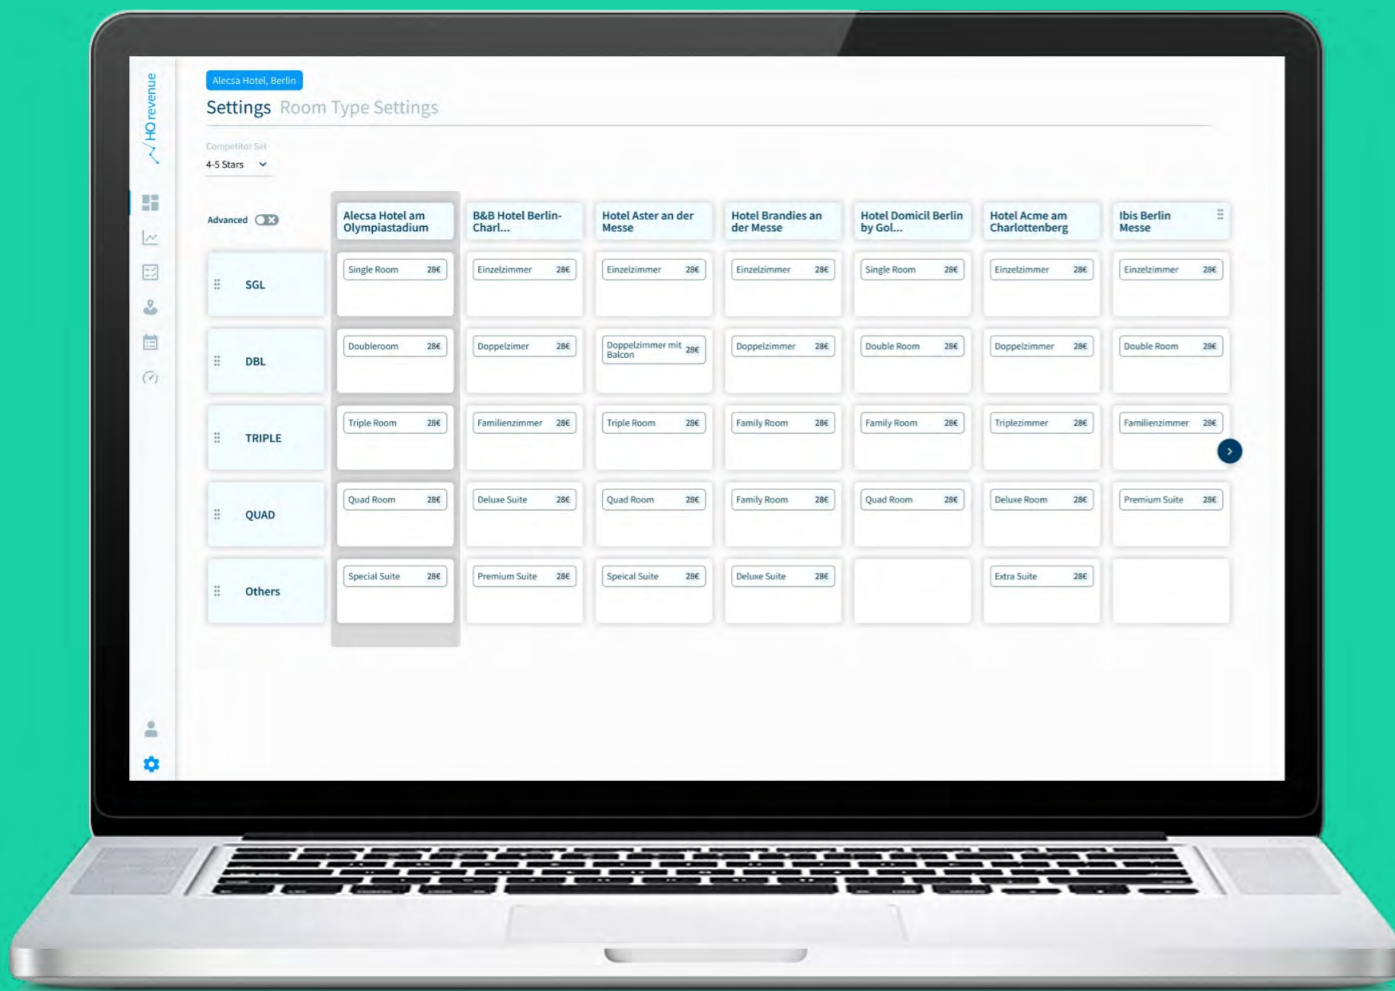 HQ revenue
Alecsa Hotel, Berlin
Settings Room Type Settings
Competitor Set
4-5 Stars
Advanced
Alecsa Hotel am
Olympiastadium
B&B Hotel Berlin-
Charl...
Hotel Aster an der
Messe
Hotel Brandies an
der Messe
Hotel Domicil Berlin
by Gol...
Hotel Acme am
Charlottenberg
Ibis Berlin
Messe
SGL
Single Room 28€
Einzelzimmer 28€
Einzelzimmer 28€
Einzelzimmer 28€
Single Room 28€
Einzelzimmer 28€
Einzelzimmer 28€
DBL
Doubleroom 28€
Doppelzimer 28€
Doppelzimmer mit
Balcon 28€
Doppelzimmer 28€
Double Room 28€
Doppelzimmer 28€
Double Room 28€
TRIPLE
Triple Room 28€
Familienzimmer 28€
Triple Room 28€
Family Room 28€
Family Room 28€
Triplezimmer 28€
Familienzimmer 28€
QUAD
Quad Room 28€
Deluxe Suite 28€
Quad Room 28€
Family Room 28€
Quad Room 28€
Deluxe Room 28€
Premium Suite 28€
Others
Special Suite 28€
Premium Suite 28€
Speical Suite 28€
Deluxe Suite 28€
Extra Suite 28€